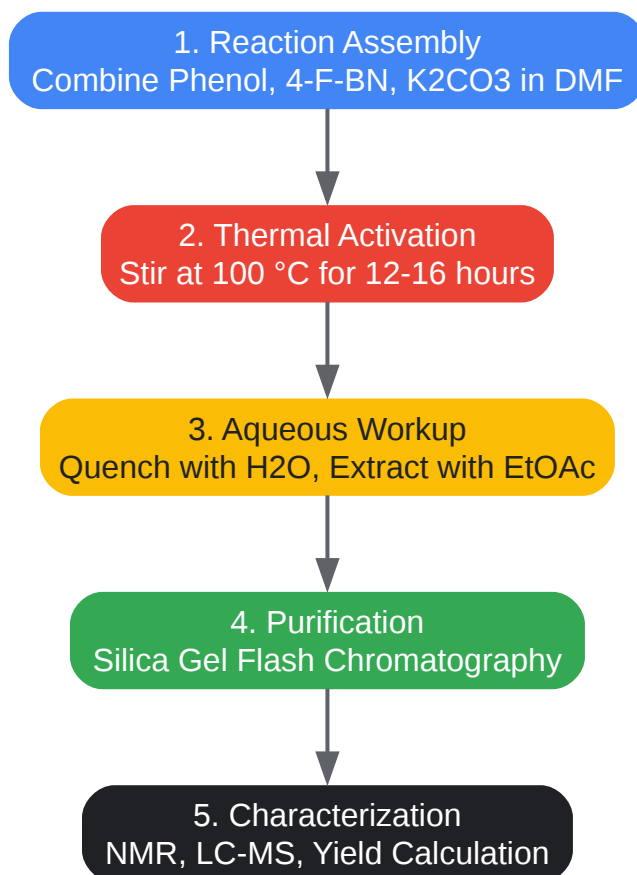 1. Reaction Assembly
Combine Phenol, 4-F-BN, K2CO3 in DMF
2. Thermal Activation
Stir at 100 °C for 12-16 hours
3. Aqueous Workup
Quench with H2O, Extract with EtOAc
4. Purification
Silica Gel Flash Chromatography
5. Characterization
NMR, LC-MS, Yield Calculation